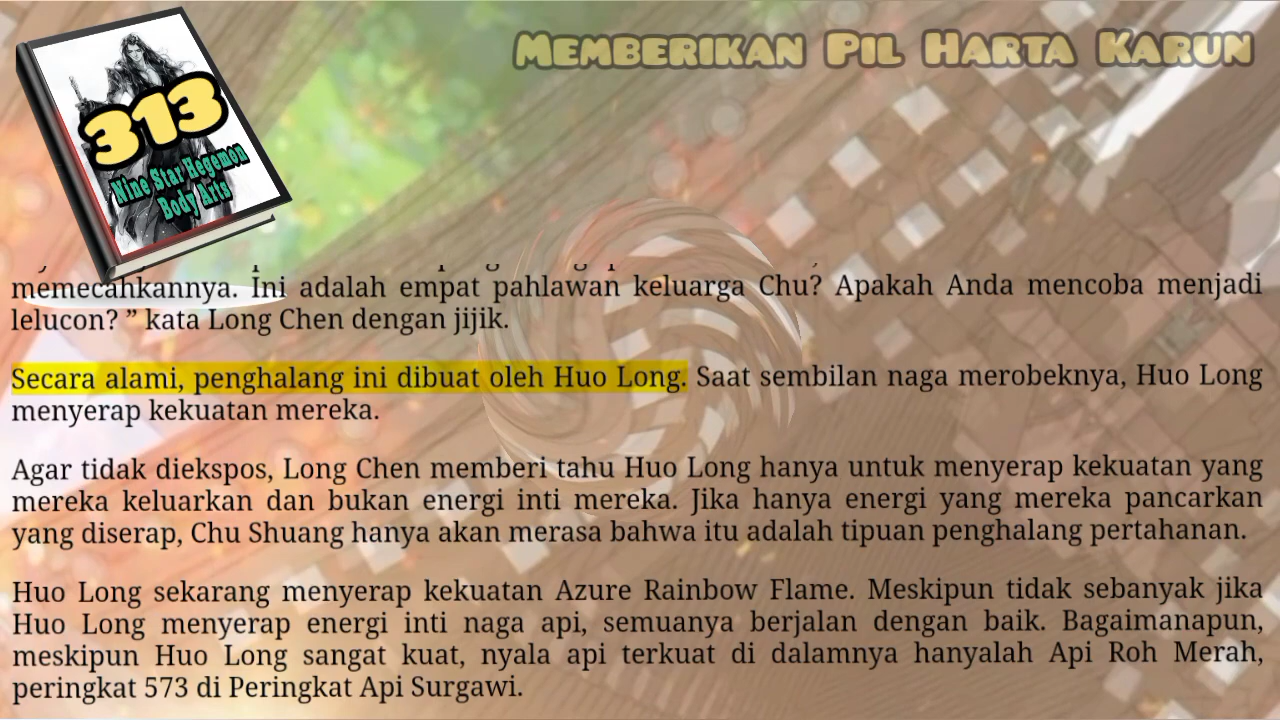 MEMBERIKAN PIL HARTA KARUN
313
Nine Star Hegemon
Body Arts
memecahkannya. Ini adalah empat pahlawan keluarga Chu? Apakah Anda mencoba menjadi
lelucon? ” kata Long Chen dengan jijik.
Secara alami, penghalang ini dibuat oleh Huo Long. Saat sembilan naga merobeknya, Huo Long
menyerap kekuatan mereka.
Agar tidak diekspos, Long Chen memberi tahu Huo Long hanya untuk menyerap kekuatan yang
mereka keluarkan dan bukan energi inti mereka. Jika hanya energi yang mereka pancarkan
yang diserap, Chu Shuang hanya akan merasa bahwa itu adalah tipuan penghalang pertahanan.
Huo Long sekarang menyerap kekuatan Azure Rainbow Flame. Meskipun tidak sebanyak jika
Huo Long menyerap energi inti naga api, semuanya berjalan dengan baik. Bagaimanapun,
meskipun Huo Long sangat kuat, nyala api terkuat di dalamnya hanyalah Api Roh Merah,
peringkat 573 di Peringkat Api Surgawi.